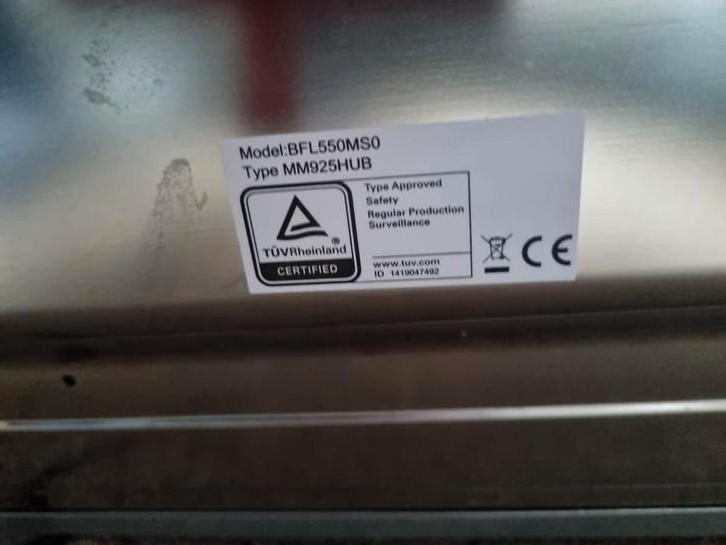 Model:BFL550MS0
Type MM925HUB
Type Approved
Safety
Regular Production
Surveillance
TÜVRheinland®
CERTIFIED
www.tuv.com
ID 1419047492
CE